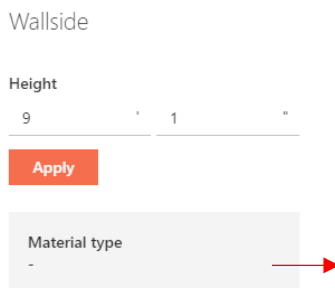 Wallside
Height
9 ' 1 "
Apply
Material type
-